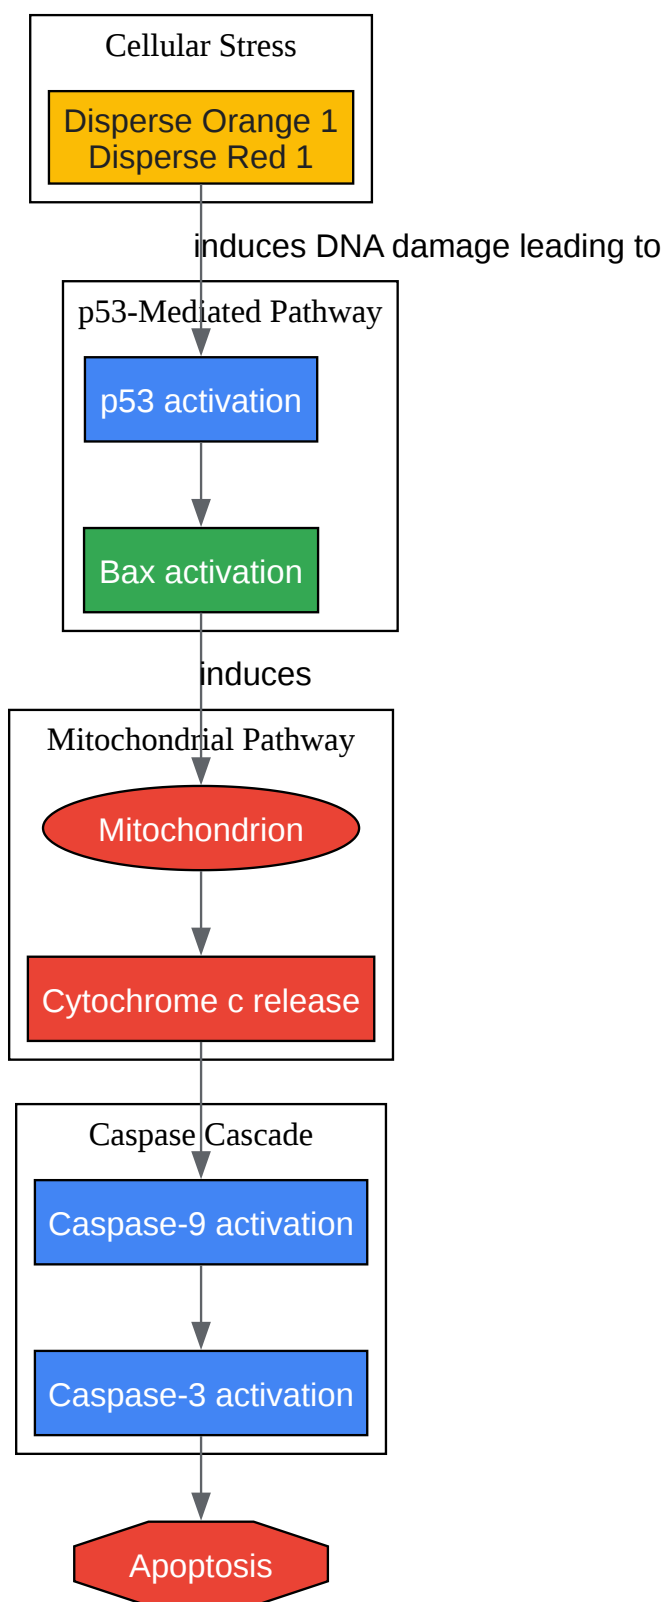 Cellular Stress
Disperse Orange 1
Disperse Red 1
induces DNA damage leading to
p53-Mediated Pathway
p53 activation
Bax activation
induces
Mitochondrial Pathway
Mitochondrion
Cytochrome c release
Caspase Cascade
Caspase-9 activation
Caspase-3 activation
Apoptosis